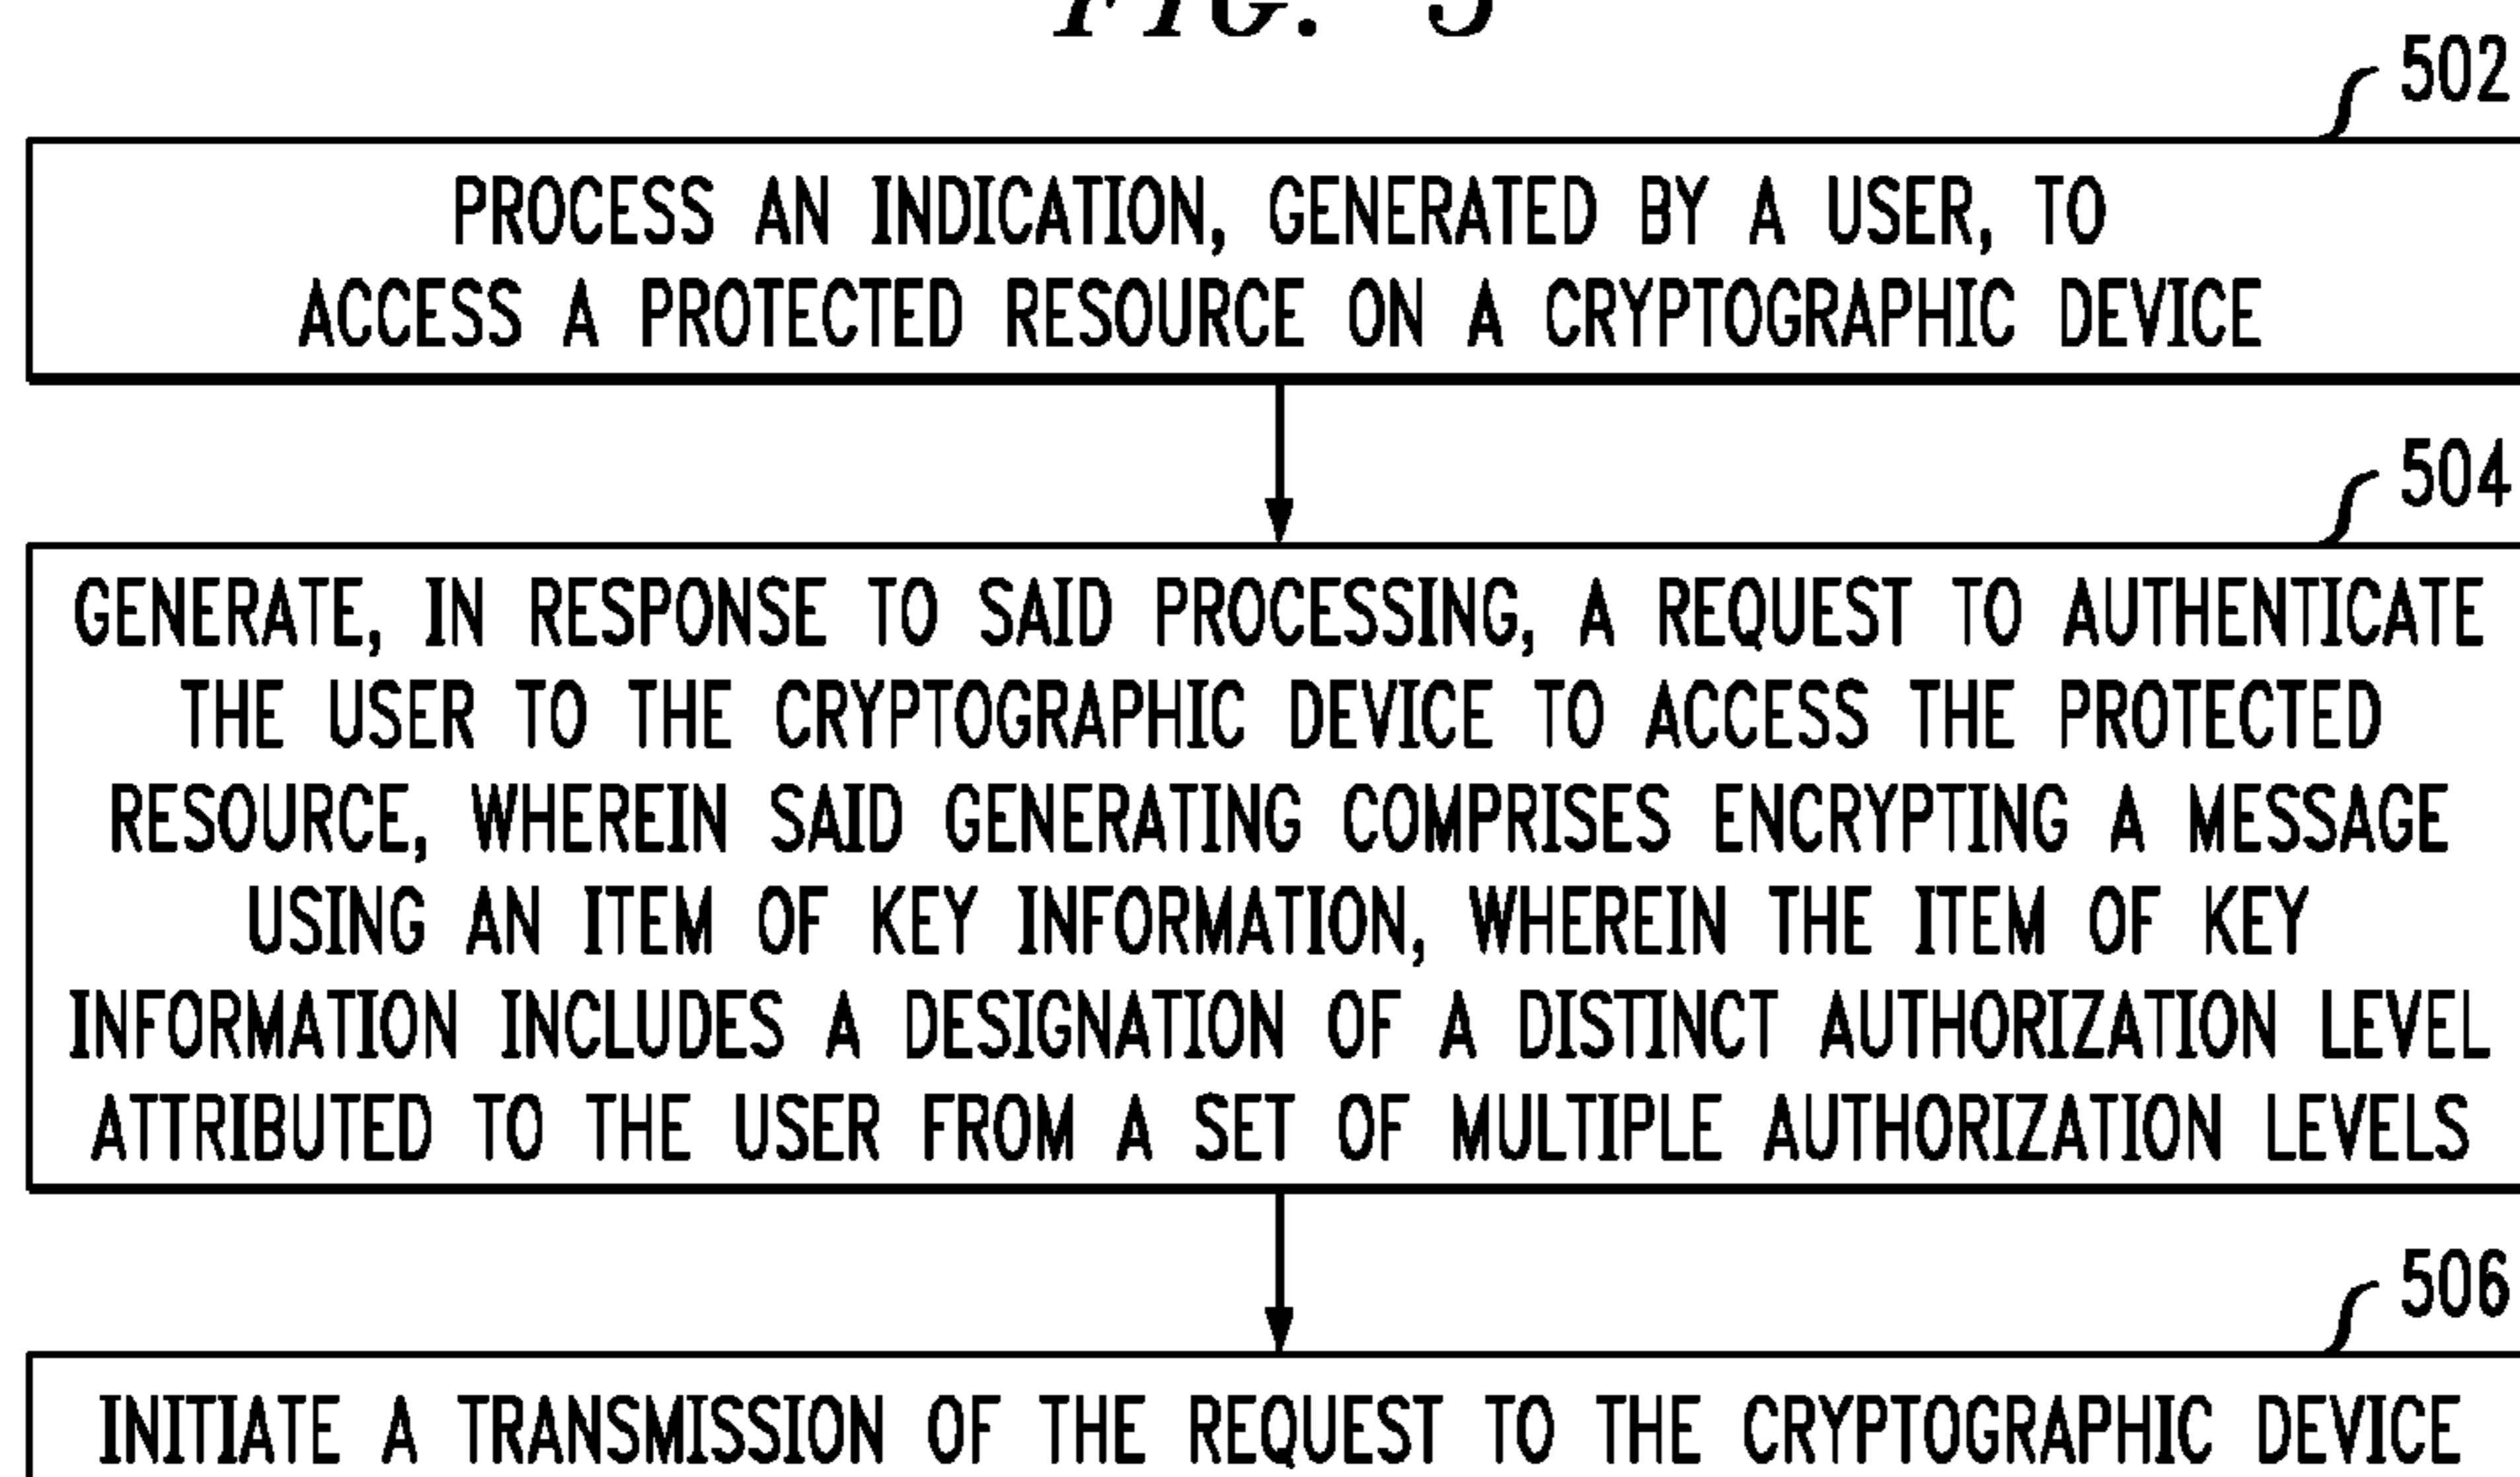 FIG. 5
502
PROCESS AN INDICATION, GENERATED BY A USER, TO
ACCESS A PROTECTED RESOURCE ON A CRYPTOGRAPHIC DEVICE
504
GENERATE, IN RESPONSE TO SAID PROCESSING, A REQUEST TO AUTHENTICATE
THE USER TO THE CRYPTOGRAPHIC DEVICE TO ACCESS THE PROTECTED
RESOURCE, WHEREIN SAID GENERATING COMPRISES ENCRYPTING A MESSAGE
USING AN ITEM OF KEY INFORMATION, WHEREIN THE ITEM OF KEY
INFORMATION INCLUDES A DESIGNATION OF A DISTINCT AUTHORIZATION LEVEL
ATTRIBUTED TO THE USER FROM A SET OF MULTIPLE AUTHORIZATION LEVELS
506
INITIATE A TRANSMISSION OF THE REQUEST TO THE CRYPTOGRAPHIC DEVICE